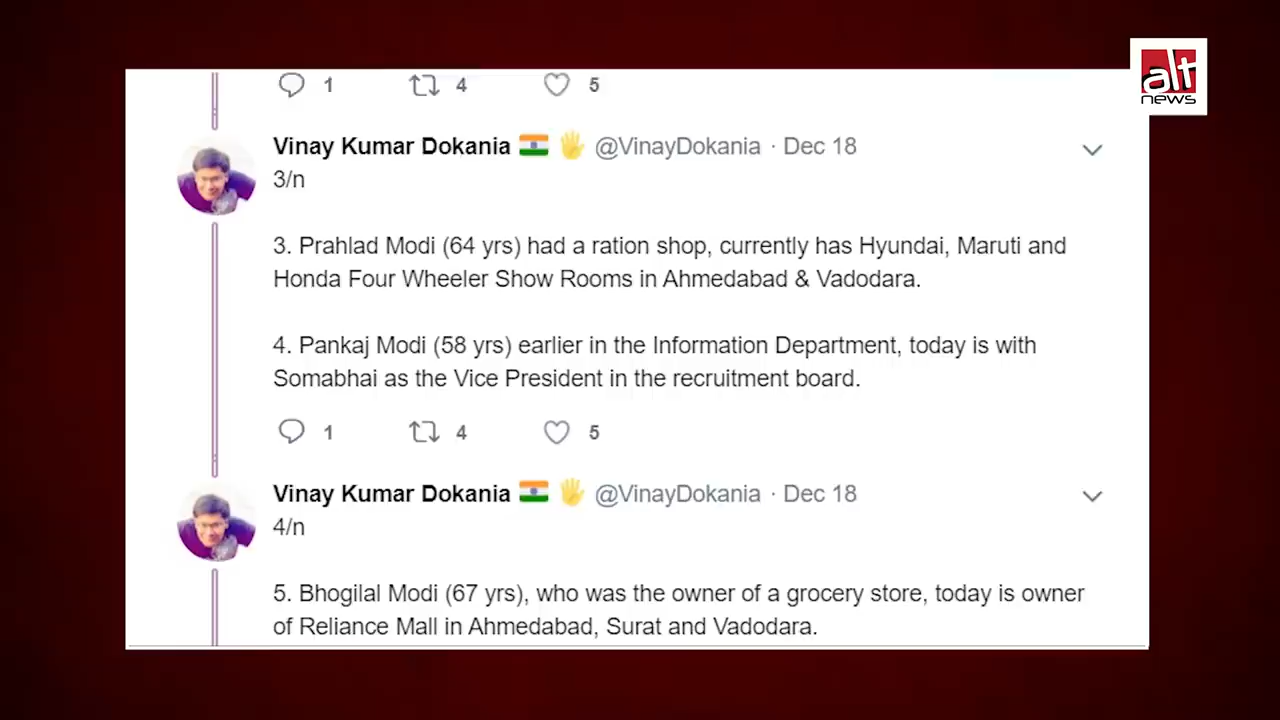 alt
news
1 4 5
Vinay Kumar Dokania 🇮🇳 🖐 @VinayDokania · Dec 18
3/n
3. Prahlad Modi (64 yrs) had a ration shop, currently has Hyundai, Maruti and
Honda Four Wheeler Show Rooms in Ahmedabad & Vadodara.
4. Pankaj Modi (58 yrs) earlier in the Information Department, today is with
Somabhai as the Vice President in the recruitment board.
1 4 5
Vinay Kumar Dokania 🇮🇳 🖐 @VinayDokania · Dec 18
4/n
5. Bhogilal Modi (67 yrs), who was the owner of a grocery store, today is owner
of Reliance Mall in Ahmedabad, Surat and Vadodara.